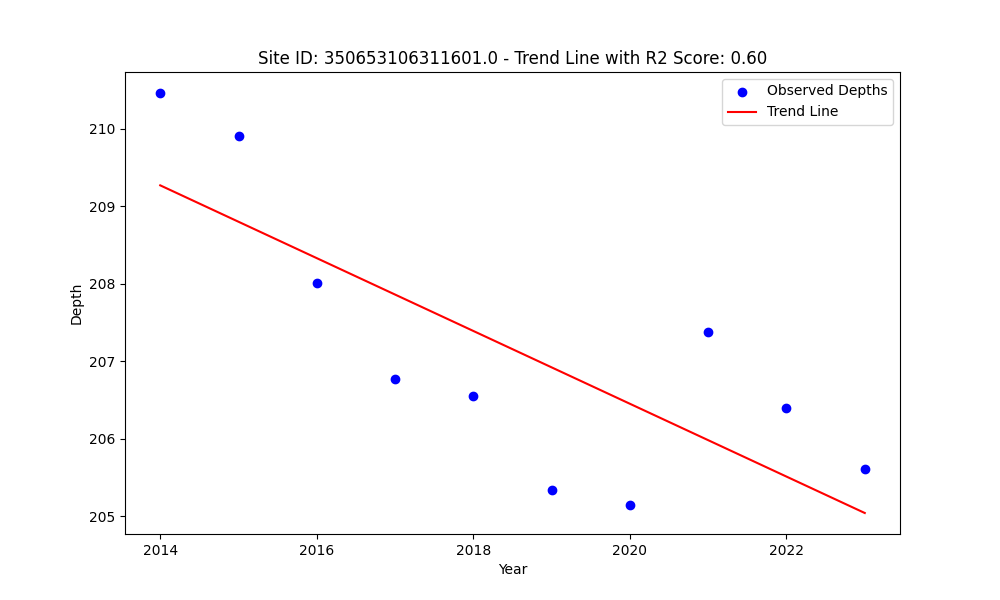 Site ID: 350653106311601.0 - Trend Line with R2 Score: 0.60
Observed Depths
Trend Line
210
209
208
207
206
205
Depth
2014
2016
2018
2020
2022
Year